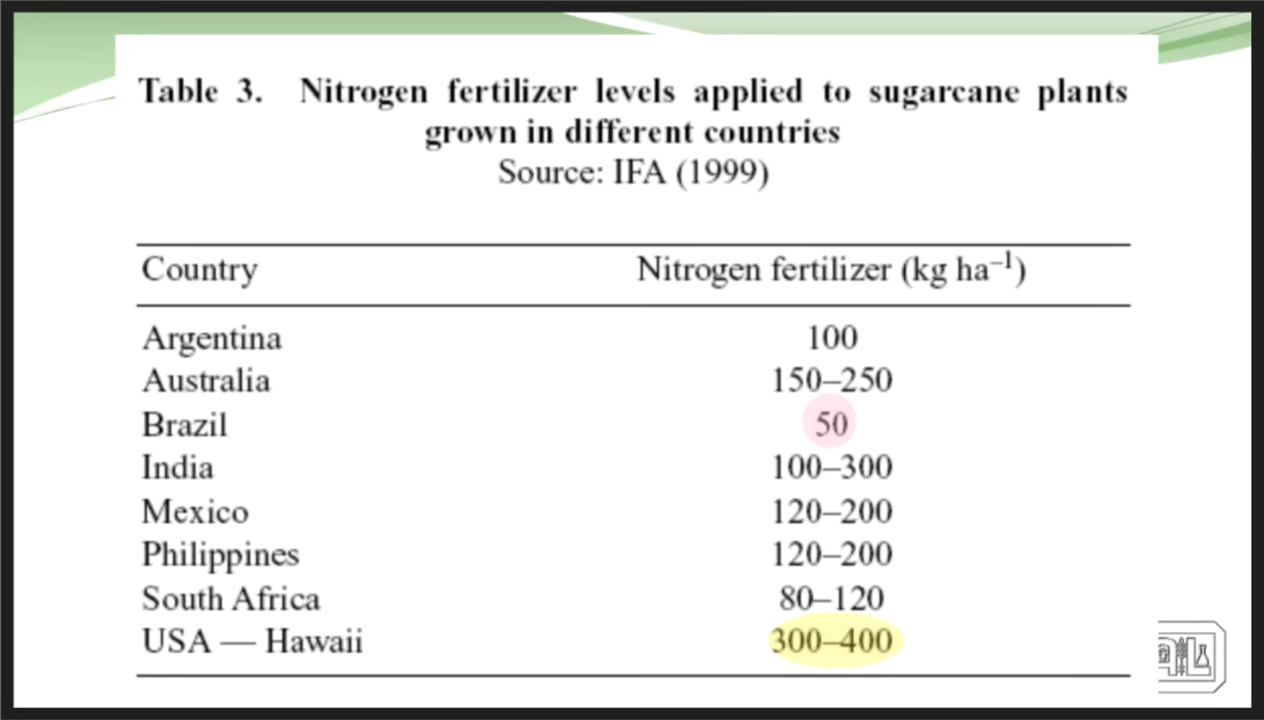 Table 3. Nitrogen fertilizer levels applied to sugarcane plants
grown in different countries
Source: IFA (1999)
Country Nitrogen fertilizer (kg ha⁻¹)
Argentina 100
Australia 150–250
Brazil 50
India 100–300
Mexico 120–200
Philippines 120–200
South Africa 80–120
USA — Hawaii 300–400